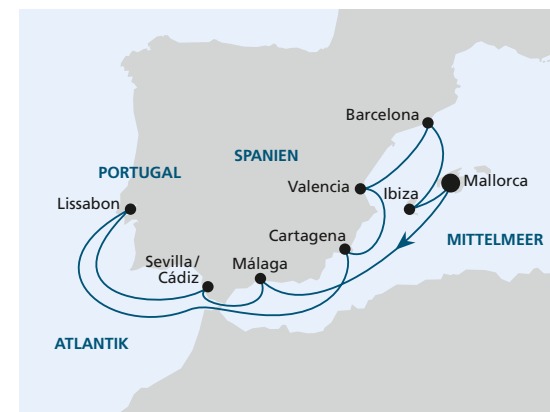 Barcelona
SPANIEN
PORTUGAL
Valencia
Ibiza
Mallorca
Lissabon
Cartagena
MITTELMEER
Sevilla/
Cádiz
Málaga
ATLANTIK